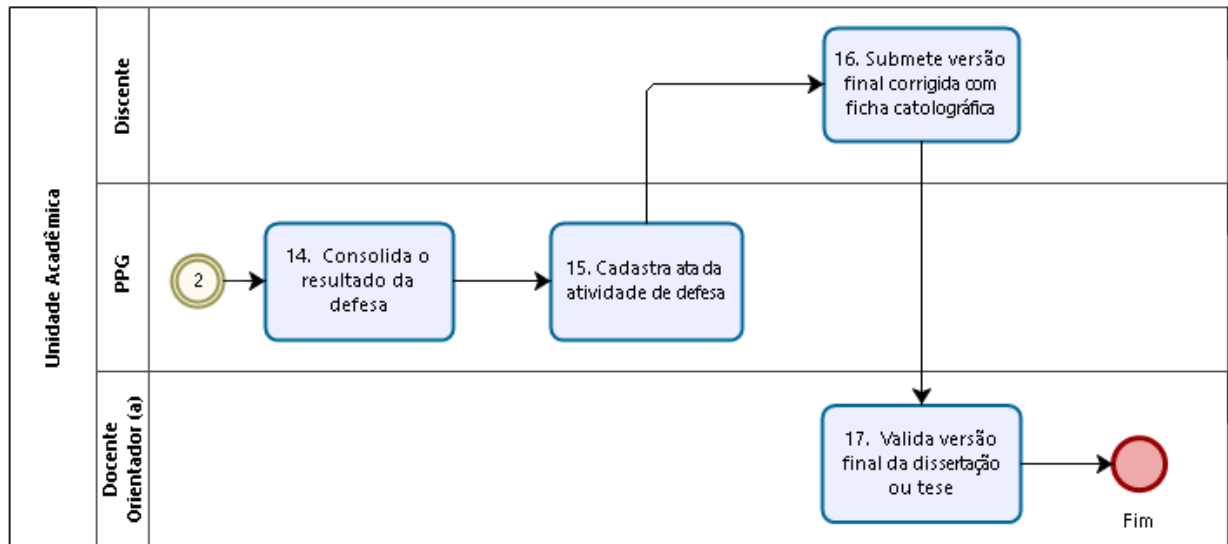 Unidade Acadêmica
Discente
16. Submete versão
final corrigida com
ficha catolográfica
PPG
2
14. Consolida o
resultado da
defesa
15. Cadastra ata da
atividade de defesa
Docente
Orientador (a)
17. Valida versão
final da dissertação
ou tese
Fim